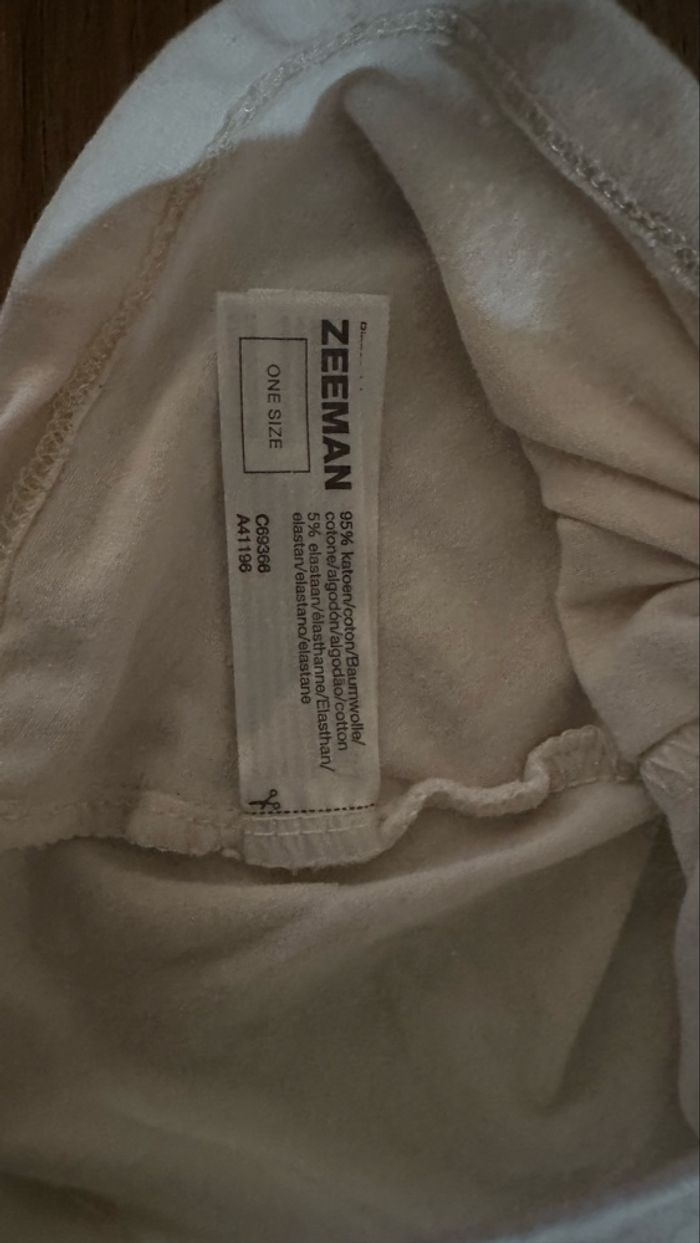 ZEEMAN
ONE SIZE
95% katoen/coton/Baumwolle/
cotone/algodón/algodão/cotton
5% elastaan/élasthanne/Elasthan/
elastan/elastano/elastane
C69366
A41196